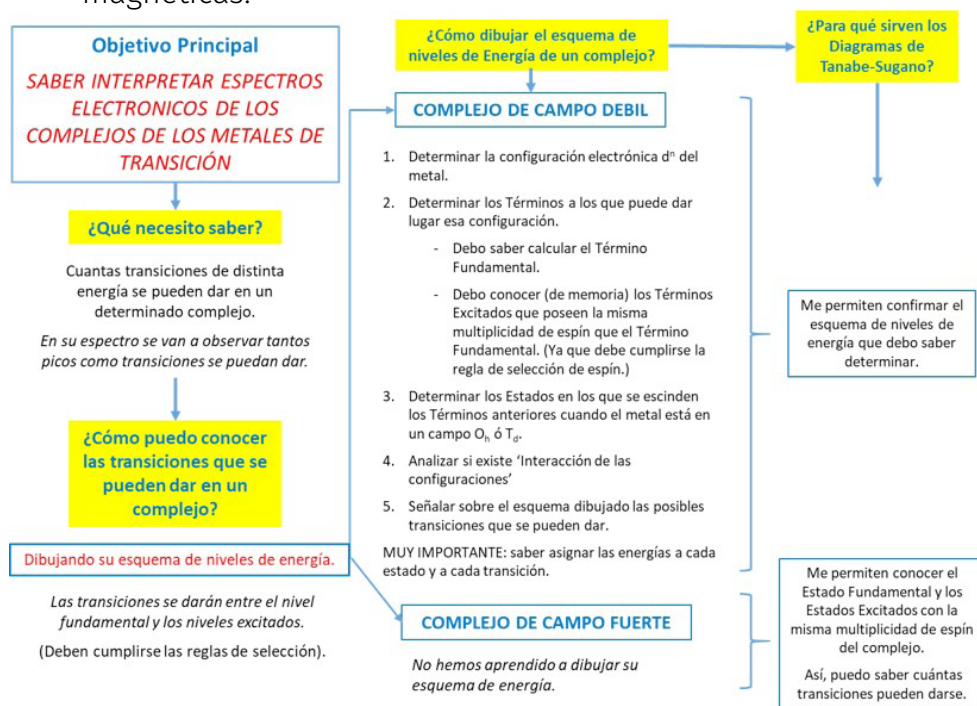 magnéticas.
Objetivo Principal
SABER INTERPRETAR ESPECTROS
ELECTRONICOS DE LOS
COMPLEJOS DE LOS METALES DE
TRANSICIÓN
¿Qué necesito saber?
Cuantas transiciones de distinta
energía se pueden dar en un
determinado complejo.
En su espectro se van a observar tantos
picos como transiciones se puedan dar.
¿Cómo puedo conocer
las transiciones que se
pueden dar en un
complejo?
Dibujando su esquema de niveles de energía.
Las transiciones se darán entre el nivel
fundamental y los niveles excitados.
(Deben cumplirse las reglas de selección).
¿Cómo dibujar el esquema de
niveles de Energía de un complejo?
COMPLEJO DE CAMPO DEBIL
1. Determinar la configuración electrónica dⁿ del
metal.
2. Determinar los Términos a los que puede dar
lugar esa configuración.
- Debo saber calcular el Término
Fundamental.
- Debo conocer (de memoria) los Términos
Excitados que poseen la misma
multiplicidad de espín que el Término
Fundamental. (Ya que debe cumplirse la
regla de selección de espín.)
3. Determinar los Estados en los que se escinden
los Términos anteriores cuando el metal está en
un campo Oₕ ó T_d.
4. Analizar si existe 'Interacción de las
configuraciones'
5. Señalar sobre el esquema dibujado las posibles
transiciones que se pueden dar.
MUY IMPORTANTE: saber asignar las energías a cada
estado y a cada transición.
COMPLEJO DE CAMPO FUERTE
No hemos aprendido a dibujar su
esquema de energía.
¿Para qué sirven los
Diagramas de
Tanabe-Sugano?
Me permiten confirmar el
esquema de niveles de
energía que debo saber
determinar.
Me permiten conocer el
Estado Fundamental y los
Estados Excitados con la
misma multiplicidad de espín
del complejo.
Así, puedo saber cuántas
transiciones pueden darse.